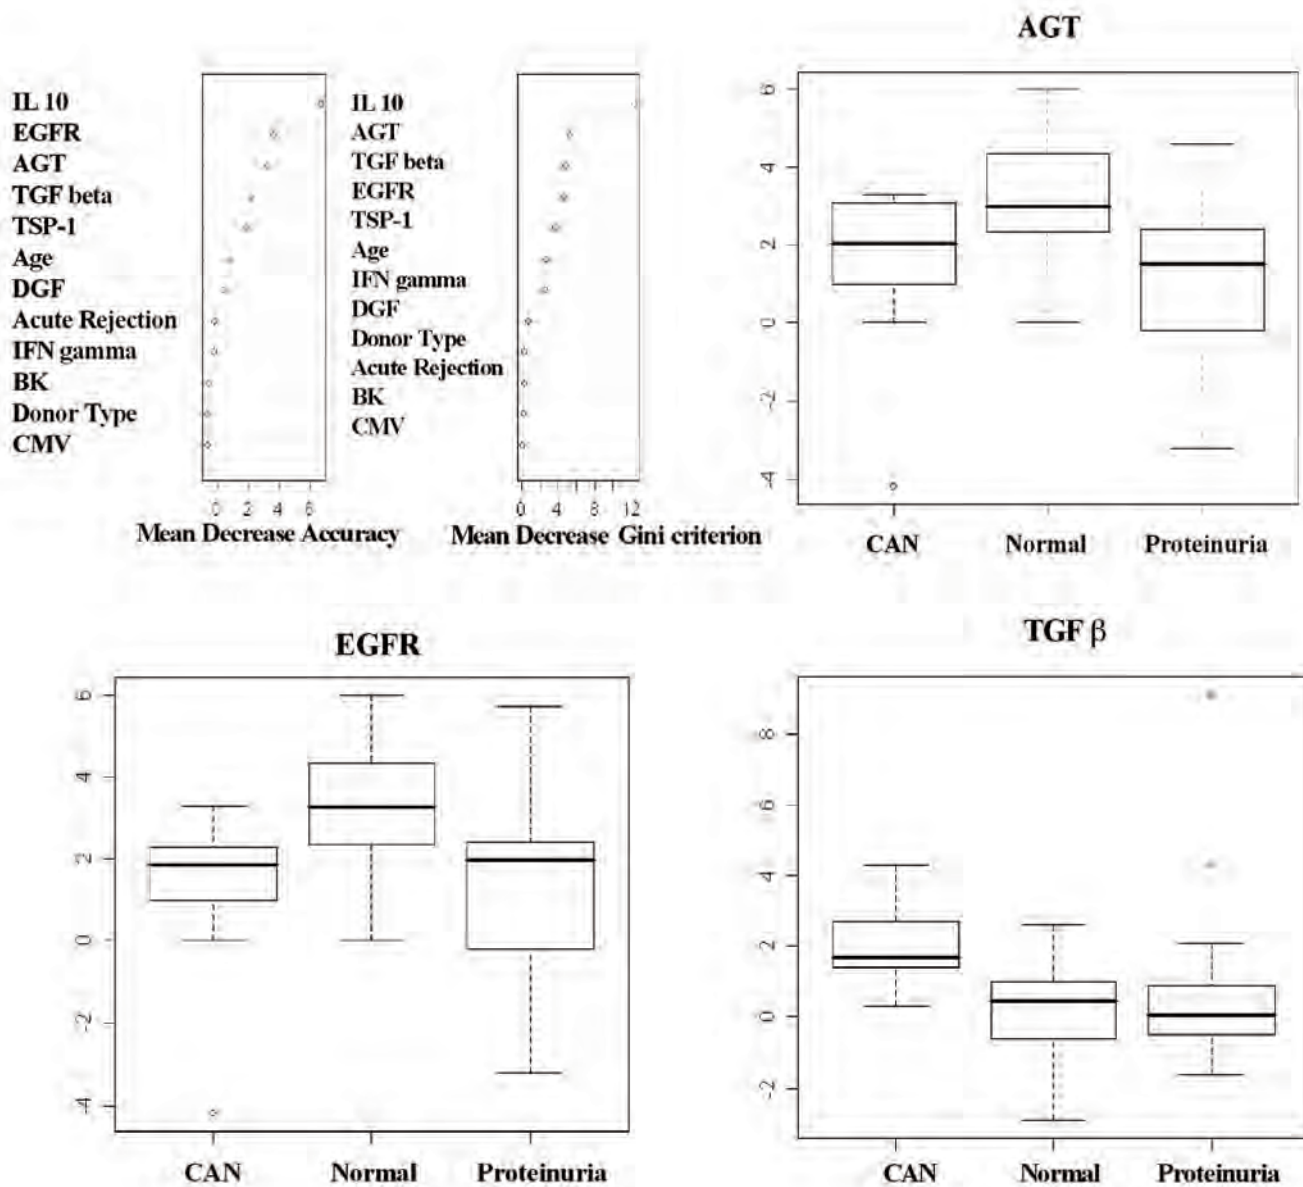 AGT
IL 10
EGFR
AGT
TGF beta
TSP-1
Age
DGF
Acute Rejection
IFN gamma
BK
Donor Type
CMV
0 2 4 6
Mean Decrease Accuracy
IL 10
AGT
TGF beta
EGFR
TSP-1
Age
IFN gamma
DGF
Donor Type
Acute Rejection
BK
CMV
0 4 8 12
Mean Decrease Gini criterion
6
4
2
0
-2
-4
CAN Normal Proteinuria
EGFR
6
4
2
0
-2
-4
CAN Normal Proteinuria
TGF β
8
6
4
2
0
-2
CAN Normal Proteinuria